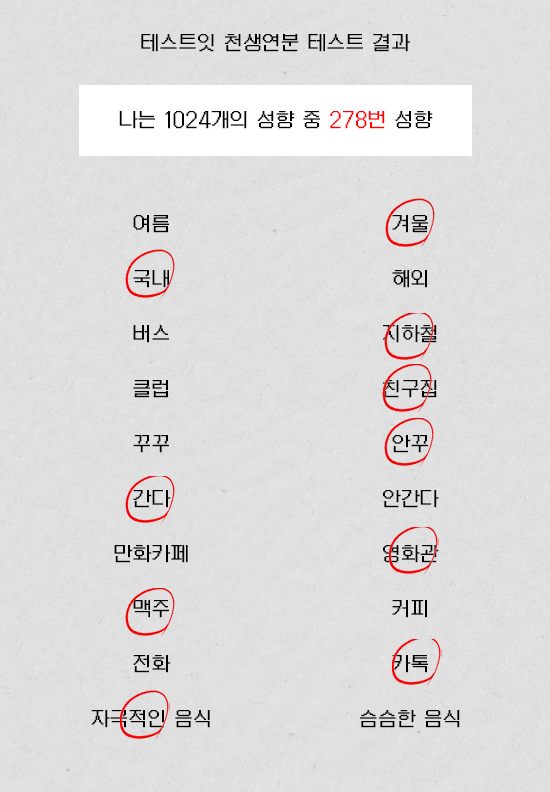 테스트잇 천생연분 테스트 결과
나는 1024개의 성향 중 278번 성향
여름 겨울
국내 해외
버스 지하철
클럽 친구집
꾸꾸 안꾸
간다 안간다
만화카페 영화관
맥주 커피
전화 카톡
자극적인 음식 슴슴한 음식